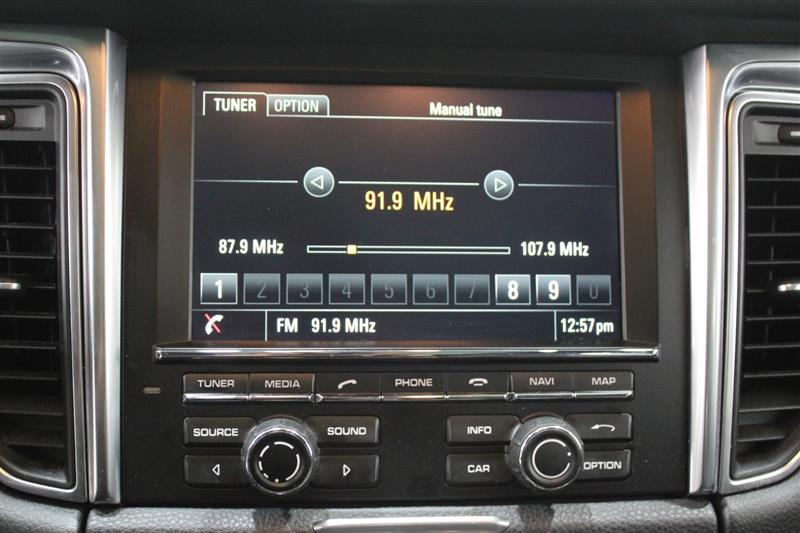 TUNER OPTION Manual tune
91.9 MHz
87.9 MHz 107.9 MHz
1 2 3 4 5 6 7 8 9 0
FM 91.9 MHz 12:57pm
TUNER MEDIA PHONE NAVI MAP
SOURCE SOUND INFO
CAR OPTION